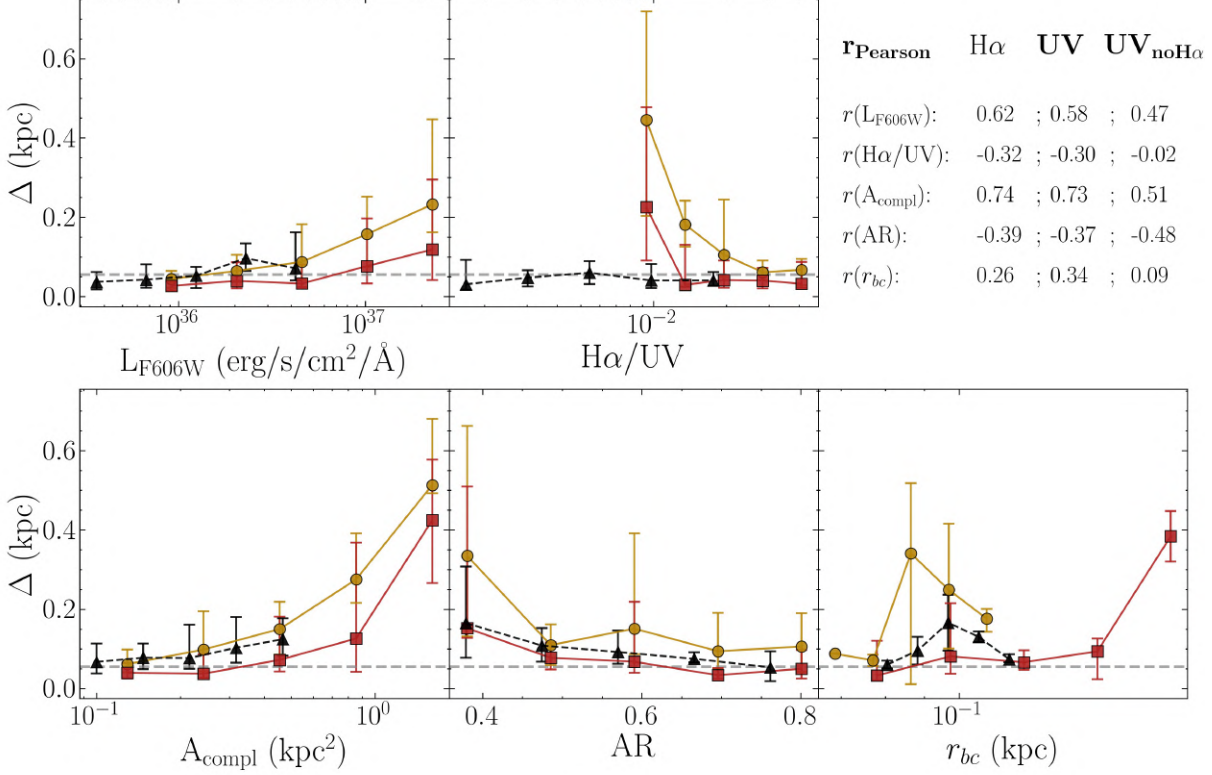 r_Pearson Hα UV UV_noHα
r(L_F606W): 0.62 ; 0.58 ; 0.47
r(Hα/UV): -0.32 ; -0.30 ; -0.02
r(A_compl): 0.74 ; 0.73 ; 0.51
r(AR): -0.39 ; -0.37 ; -0.48
r(r_bc): 0.26 ; 0.34 ; 0.09
Δ (kpc)
0.6
0.4
0.2
0.0
10^36 10^37
L_F606W (erg/s/cm^2/Å)
10^-2
Hα/UV
Δ (kpc)
0.6
0.4
0.2
0.0
10^-1 10^0
A_compl (kpc^2)
0.4 0.6 0.8
AR
10^-1
r_bc (kpc)